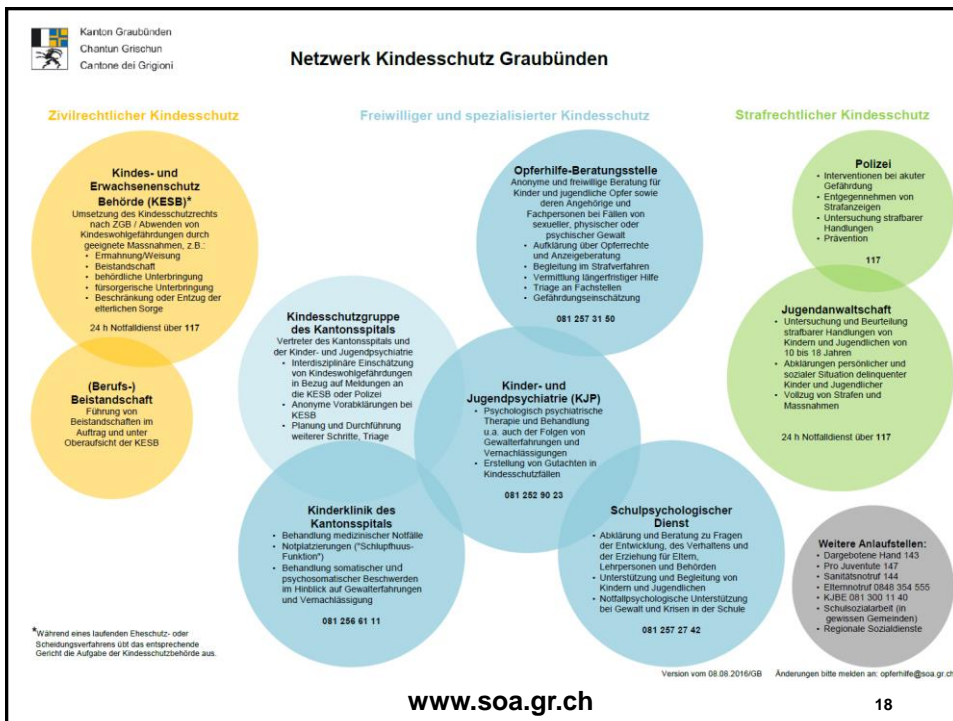 Kanton Graubünden
Chantun Grischun
Cantone dei Grigioni
Netzwerk Kindesschutz Graubünden
Zivilrechtlicher Kindesschutz
Freiwilliger und spezialisierter Kindesschutz
Strafrechtlicher Kindesschutz
Kindes- und
Erwachsenenschutz
Behörde (KESB)*
Umsetzung des Kindesschutzrechts
nach ZGB / Abwenden von
Kindeswohlgefährdungen durch
geeignete Massnahmen, z.B.:
• Ermahnung/Weisung
• Beistandschaft
• behördliche Unterbringung
• fürsorgerische Unterbringung
• Beschränkung oder Entzug der
elterlichen Sorge
24 h Notfalldienst über 117
(Berufs-)
Beistandschaft
Führung von
Beistandschaften im
Auftrag und unter
Oberaufsicht der KESB
Opferhilfe-Beratungsstelle
Anonyme und freiwillige Beratung für
Kinder und jugendliche Opfer sowie
deren Angehörige und
Fachpersonen bei Fällen von
sexueller, physischer oder
psychischer Gewalt
• Aufklärung über Opferrechte
und Anzeigeberatung
• Begleitung im Strafverfahren
• Vermittlung längerfristiger Hilfe
• Triage an Fachstellen
• Gefährdungseinschätzung
081 257 31 50
Kindesschutzgruppe
des Kantonsspitals
Vertreter des Kantonsspitals und
der Kinder- und Jugendpsychiatrie
• Interdisziplinäre Einschätzung
von Kindeswohlgefährdungen
in Bezug auf Meldungen an
die KESB oder Polizei
• Anonyme Vorabklärungen bei
KESB
• Planung und Durchführung
weiterer Schritte, Triage
Kinder- und
Jugendpsychiatrie (KJP)
• Psychologisch psychiatrische
Therapie und Behandlung
u.a. auch der Folgen von
Gewalterfahrungen und
Vernachlässigungen
• Erstellung von Gutachten in
Kindesschutzfällen
081 252 90 23
Kinderklinik des
Kantonsspitals
• Behandlung medizinischer Notfälle
• Notplatzierungen ("Schlupfhuus-
Funktion")
• Behandlung somatischer und
psychosomatischer Beschwerden
im Hinblick auf Gewalterfahrungen
und Vernachlässigung
081 256 61 11
Schulpsychologischer
Dienst
• Abklärung und Beratung zu Fragen
der Entwicklung, des Verhaltens und
der Erziehung für Eltern,
Lehrpersonen und Behörden
• Unterstützung und Begleitung von
Kindern und Jugendlichen
• Notfallpsychologische Unterstützung
bei Gewalt und Krisen in der Schule
081 257 27 42
Polizei
• Interventionen bei akuter
Gefährdung
• Entgegennehmen von
Strafanzeigen
• Untersuchung strafbarer
Handlungen
• Prävention
117
Jugendanwaltschaft
• Untersuchung und Beurteilung
strafbarer Handlungen von
Kindern und Jugendlichen von
10 bis 18 Jahren
• Abklärungen persönlicher und
sozialer Situation delinquenter
Kinder und Jugendlicher
• Vollzug von Strafen und
Massnahmen
24 h Notfalldienst über 117
Weitere Anlaufstellen:
• Dargebotene Hand 143
• Pro Juventute 147
• Sanitätsnotruf 144
• Elternnotruf 0848 354 555
• KJBE 081 300 11 40
• Schulsozialarbeit (in
gewissen Gemeinden)
• Regionale Sozialdienste
*Während eines laufenden Eheschutz- oder
Scheidungsverfahrens übt das entsprechende
Gericht die Aufgabe der Kindesschutzbehörde aus.
Version vom 08.08.2016/GB Änderungen bitte melden an: opferhilfe@soa.gr.ch
www.soa.gr.ch
18